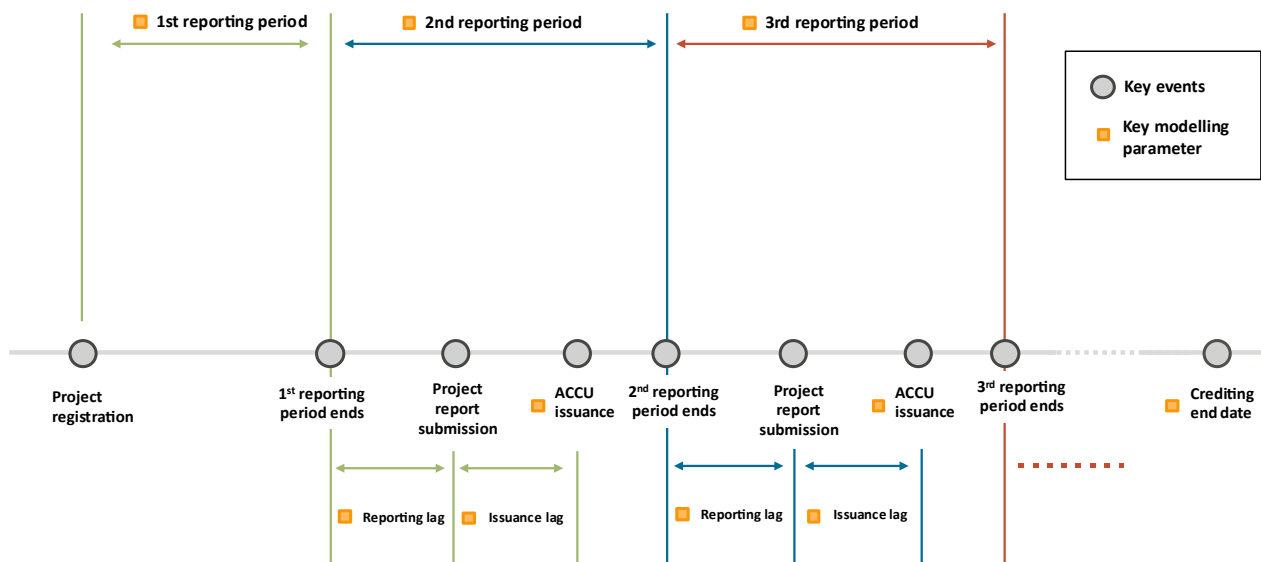 1st reporting period
2nd reporting period
3rd reporting period
Key events
Key modelling
parameter
Project
registration
1st reporting
period ends
Project
report
submission
ACCU
issuance
2nd reporting
period ends
Project
report
submission
ACCU
issuance
3rd reporting
period ends
Crediting
end date
Reporting lag
Issuance lag
Reporting lag
Issuance lag